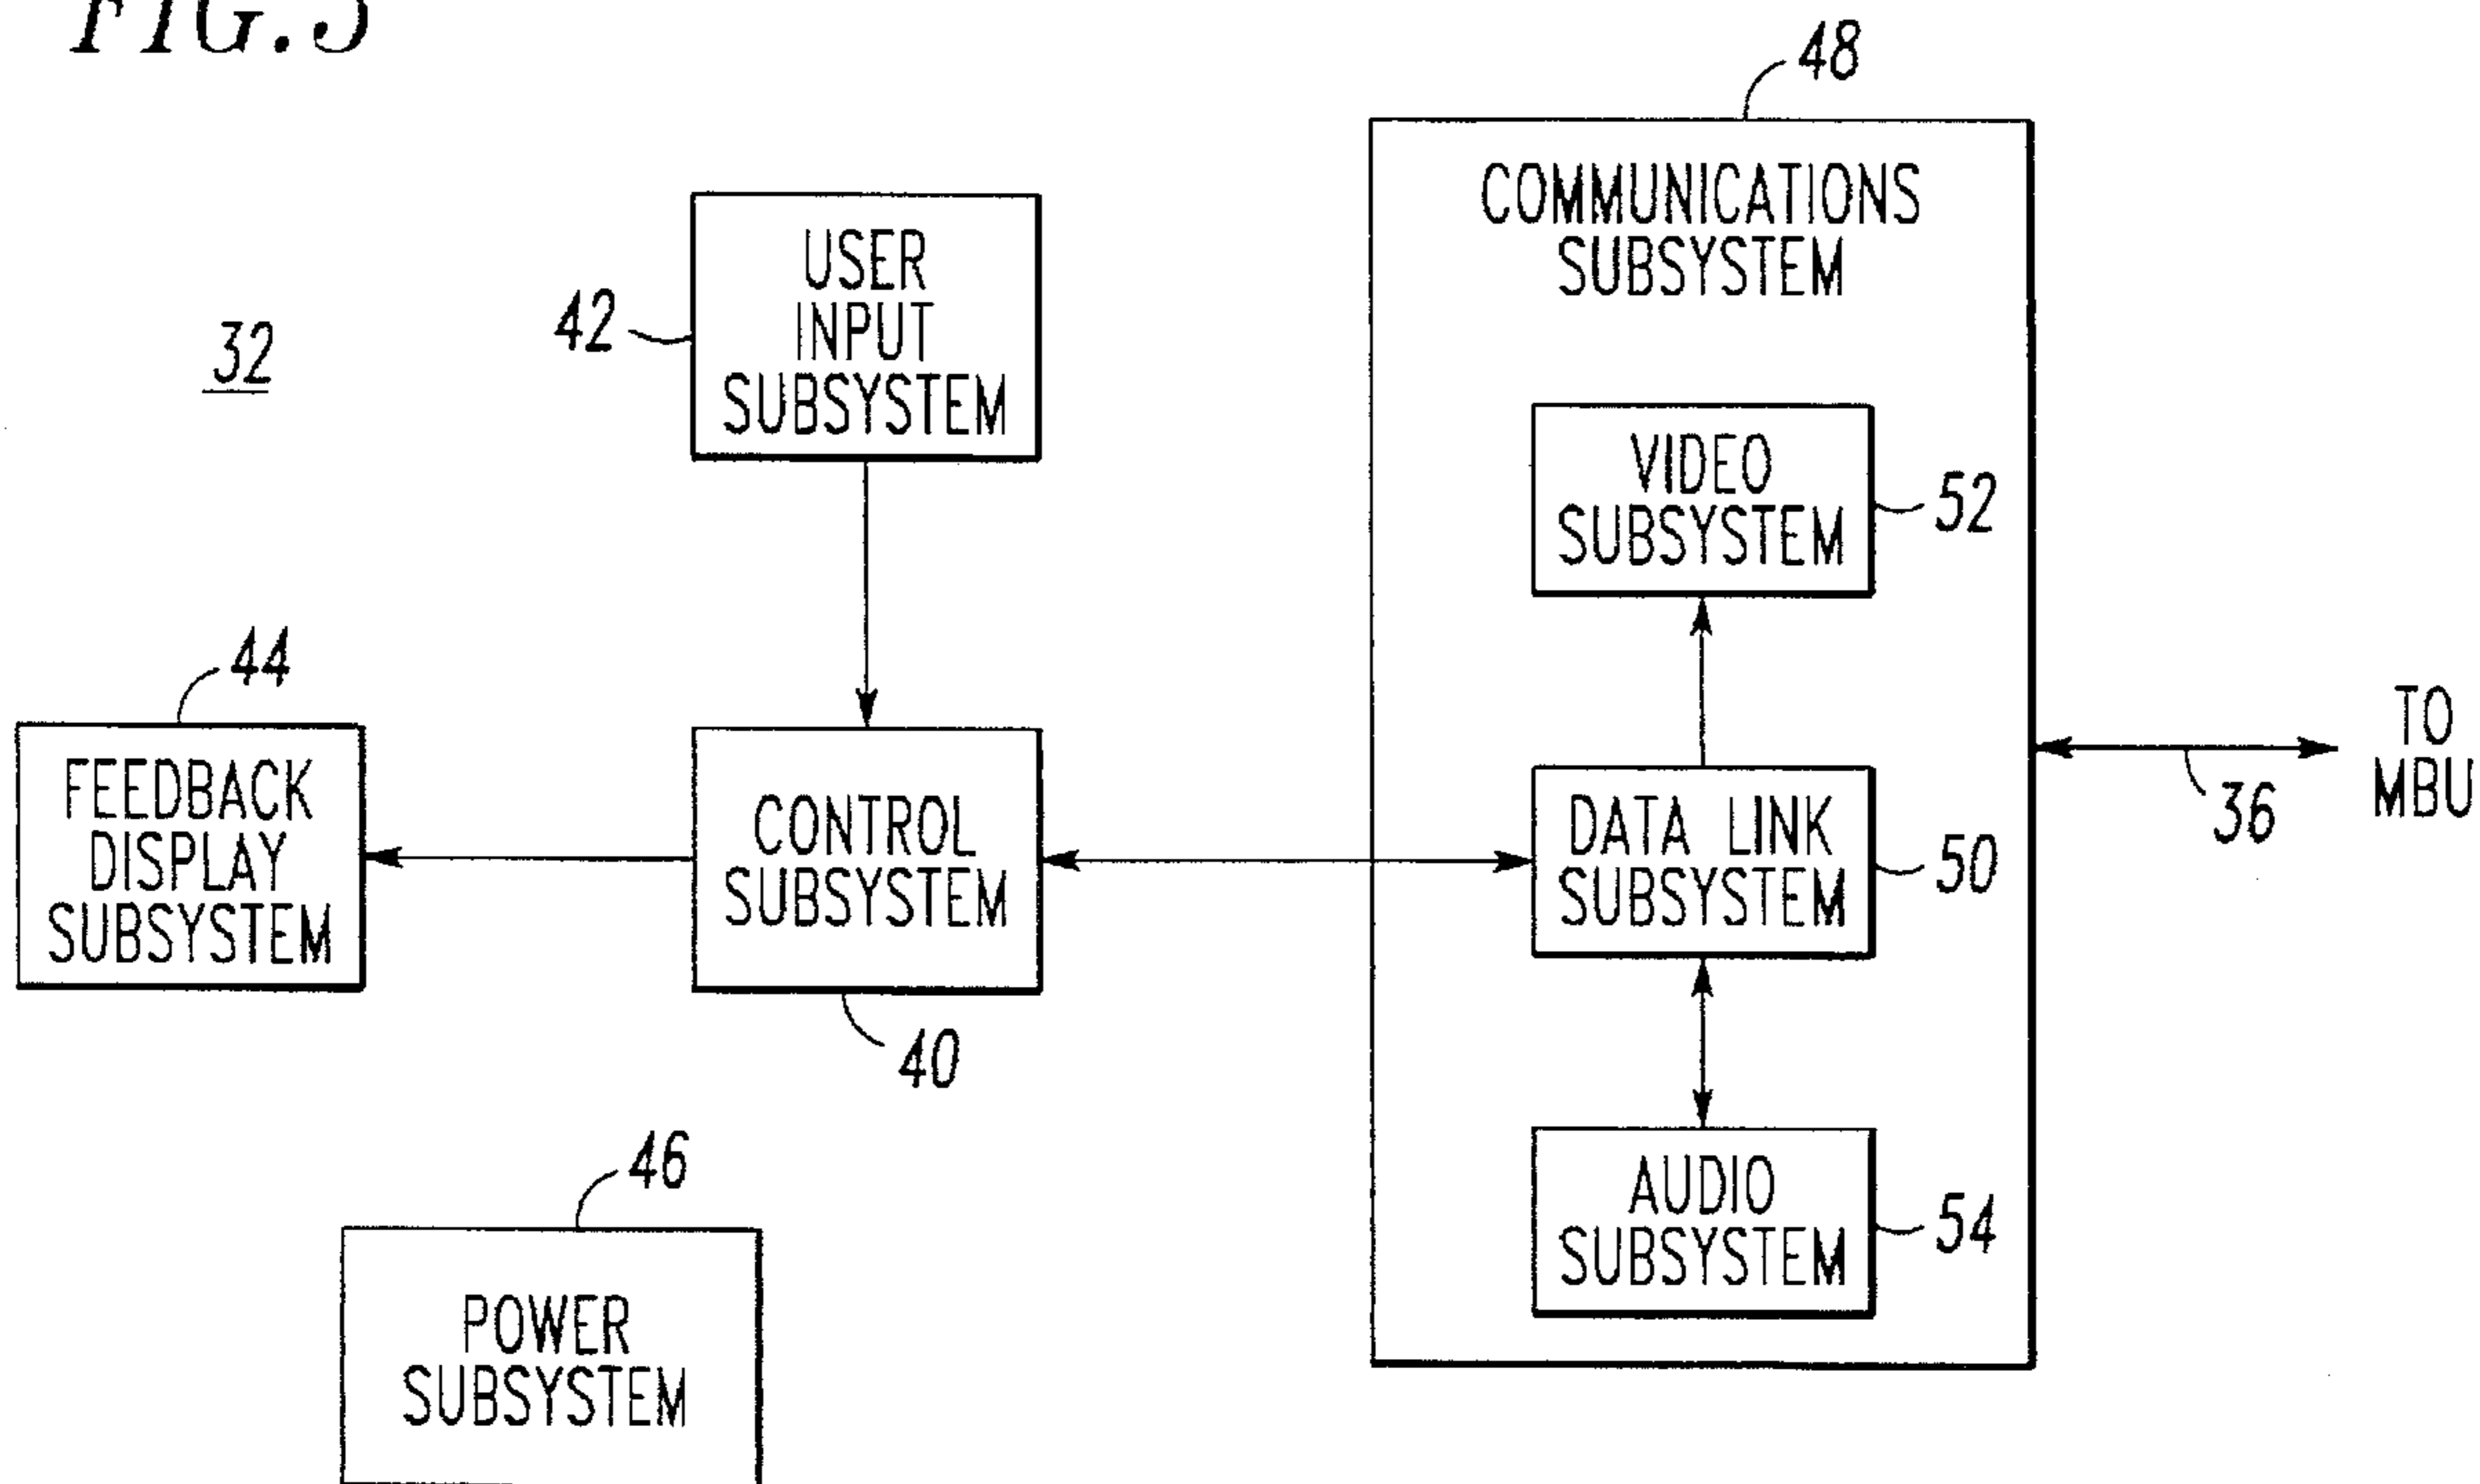 FIG.3
48
COMMUNICATIONS
SUBSYSTEM
USER
INPUT
SUBSYSTEM
42
32
VIDEO
SUBSYSTEM
52
44
FEEDBACK
DISPLAY
SUBSYSTEM
CONTROL
SUBSYSTEM
40
DATA LINK
SUBSYSTEM
50
36
TO
MBU
46
POWER
SUBSYSTEM
AUDIO
SUBSYSTEM
54